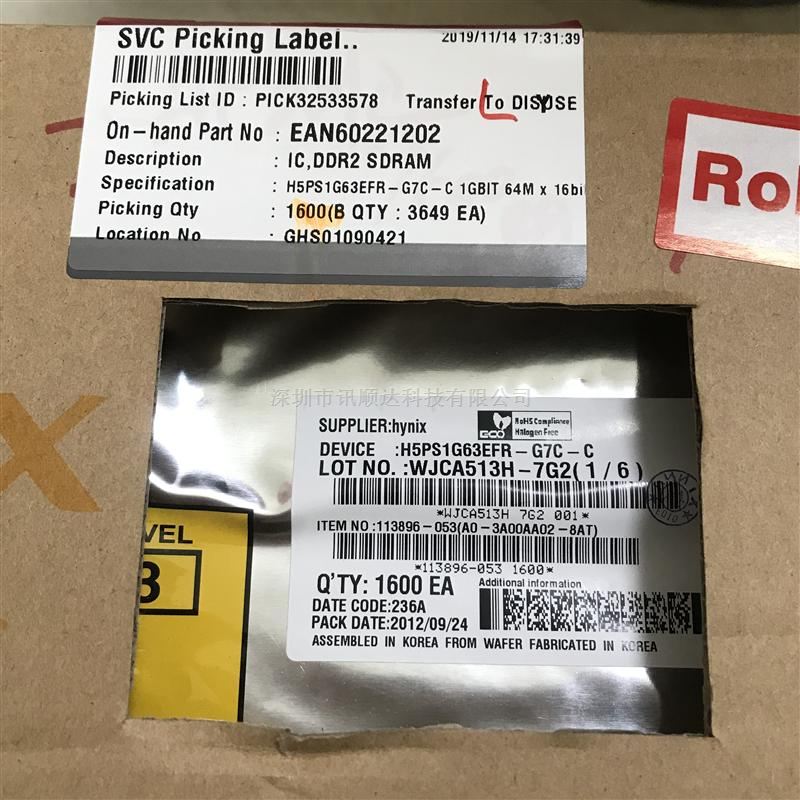 SVC Picking Label..
2019/11/14 17:31:39
Picking List ID : PICK32533578 Transfer To DISYOSE
On-hand Part No : EAN60221202
Description : IC,DDR2 SDRAM
Specification : H5PS1G63EFR-G7C-C 1GBIT 64M x 16bi
Picking Qty : 1600(B QTY : 3649 EA)
Location No : GHS01090421
Ro
深圳市讯顺达科技有限公司
SUPPLIER:hynix
ECO RoHS Compliance
Halogen Free
DEVICE :H5PS1G63EFR-G7C-C
LOT NO.:WJCA513H-7G2(1/6)
*WJCA513H 7G2 001*
ITEM NO:113896-053(A0-3A00AA02-8AT)
*113896-053 1600*
Q'TY: 1600 EA Additional information
DATE CODE:236A
PACK DATE:2012/09/24
ASSEMBLED IN KOREA FROM WAFER FABRICATED IN KOREA
VEL
3